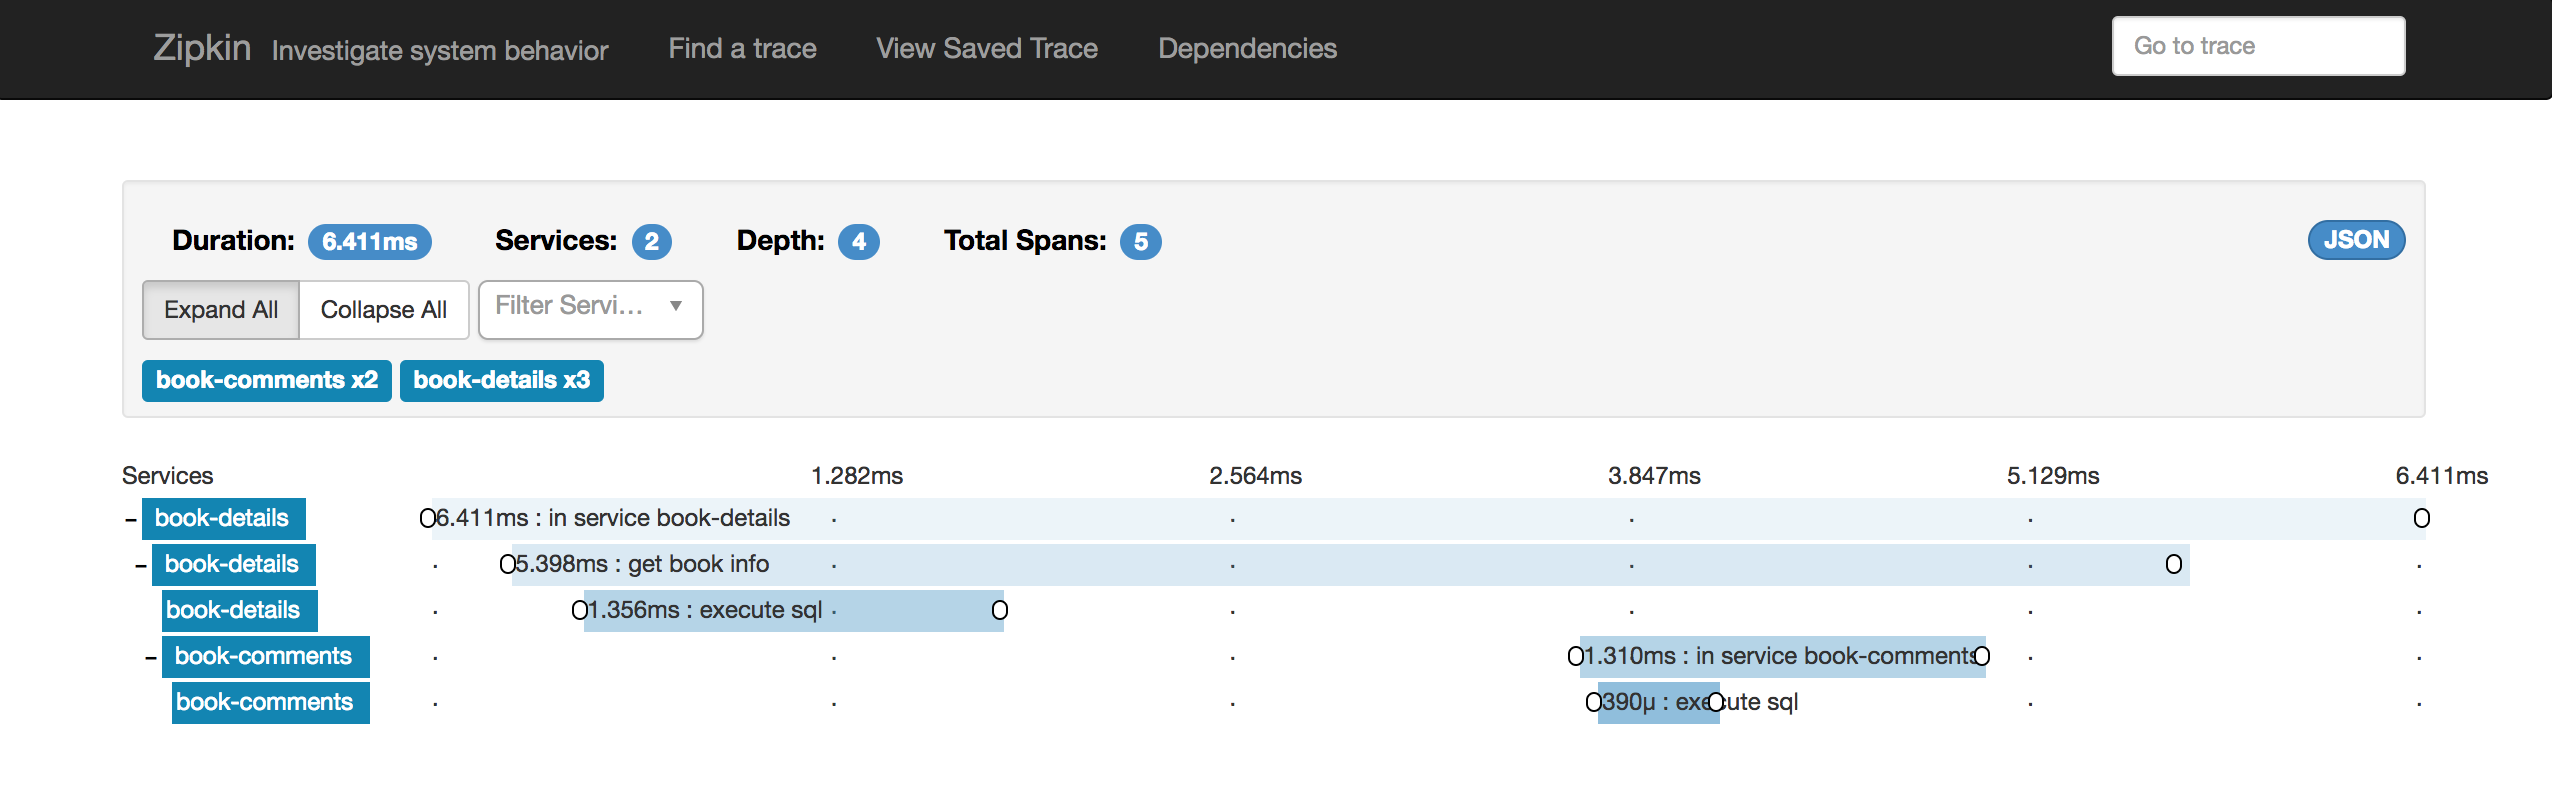 Zipkin Investigate system behavior Find a trace View Saved Trace Dependencies Go to trace
Duration: 6.411ms Services: 2 Depth: 4 Total Spans: 5 JSON
Expand All Collapse All Filter Servi...
book-comments x2 book-details x3
Services 1.282ms 2.564ms 3.847ms 5.129ms 6.411ms
book-details 6.411ms : in service book-details
book-details 5.398ms : get book info
book-details 1.356ms : execute sql
book-comments 1.310ms : in service book-comments
book-comments 390μ : execute sql